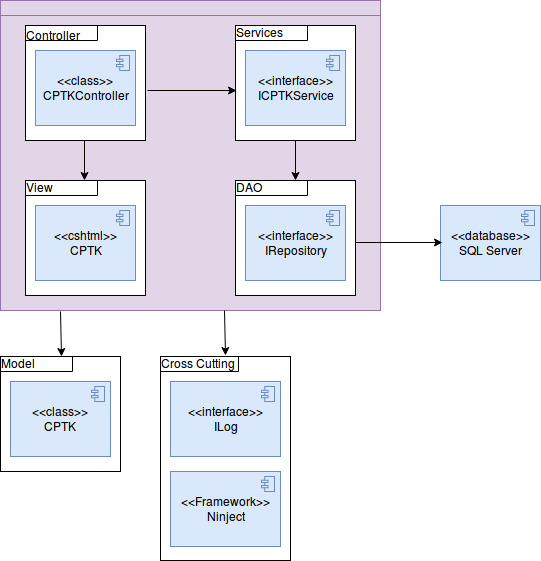 Controller
<<class>>
CPTKController
Services
<<interface>>
ICPTKService
View
<<cshtml>>
CPTK
DAO
<<interface>>
IRepository
<<database>>
SQL Server
Model
<<class>>
CPTK
Cross Cutting
<<interface>>
ILog
<<Framework>>
Ninject